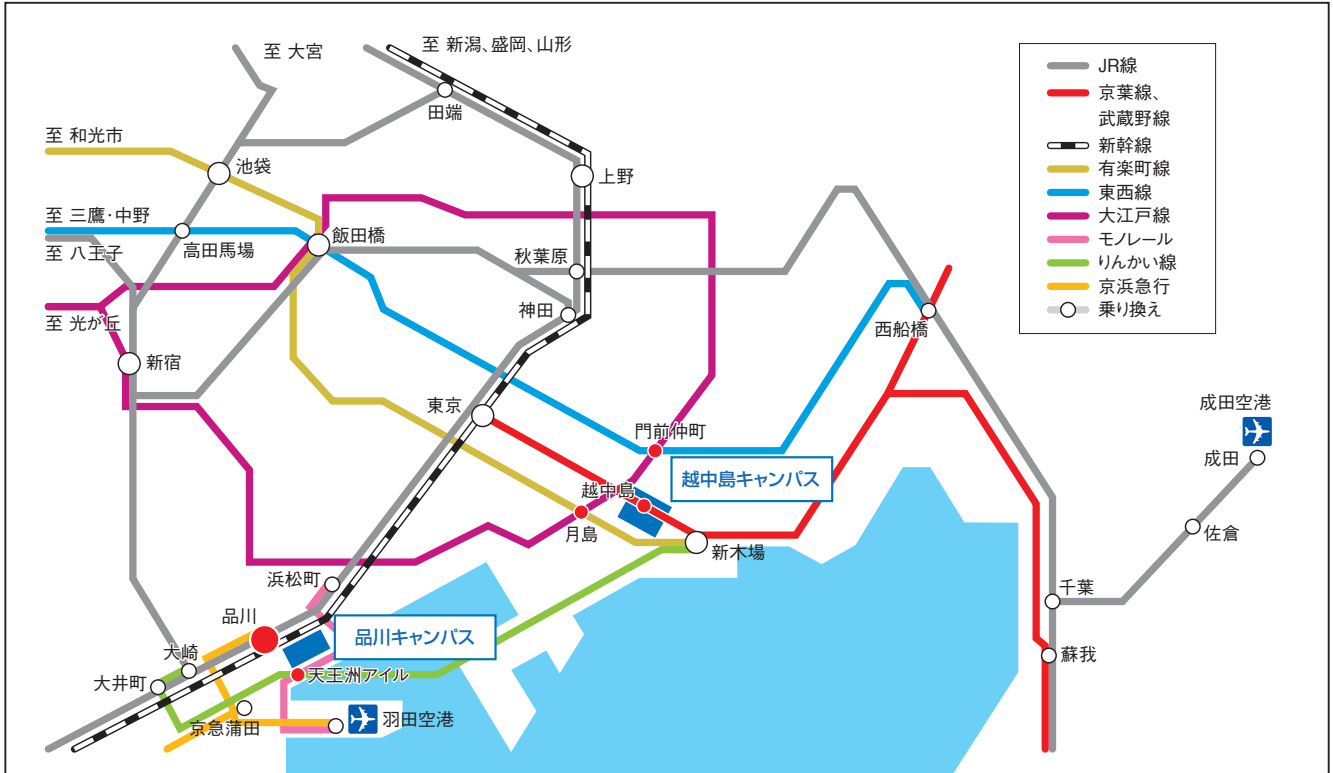 至 大宮
至 新潟、盛岡、山形
田端
至 和光市
池袋
上野
至 三鷹・中野
高田馬場
飯田橋
至 八王子
秋葉原
神田
至 光が丘
新宿
西船橋
東京
門前仲町
越中島キャンパス
越中島
月島
新木場
成田空港
成田
佐倉
千葉
蘇我
浜松町
品川
品川キャンパス
大崎
大井町
天王洲アイル
京急蒲田
羽田空港
JR線
京葉線、
武蔵野線
新幹線
有楽町線
東西線
大江戸線
モノレール
りんかい線
京浜急行
乗り換え